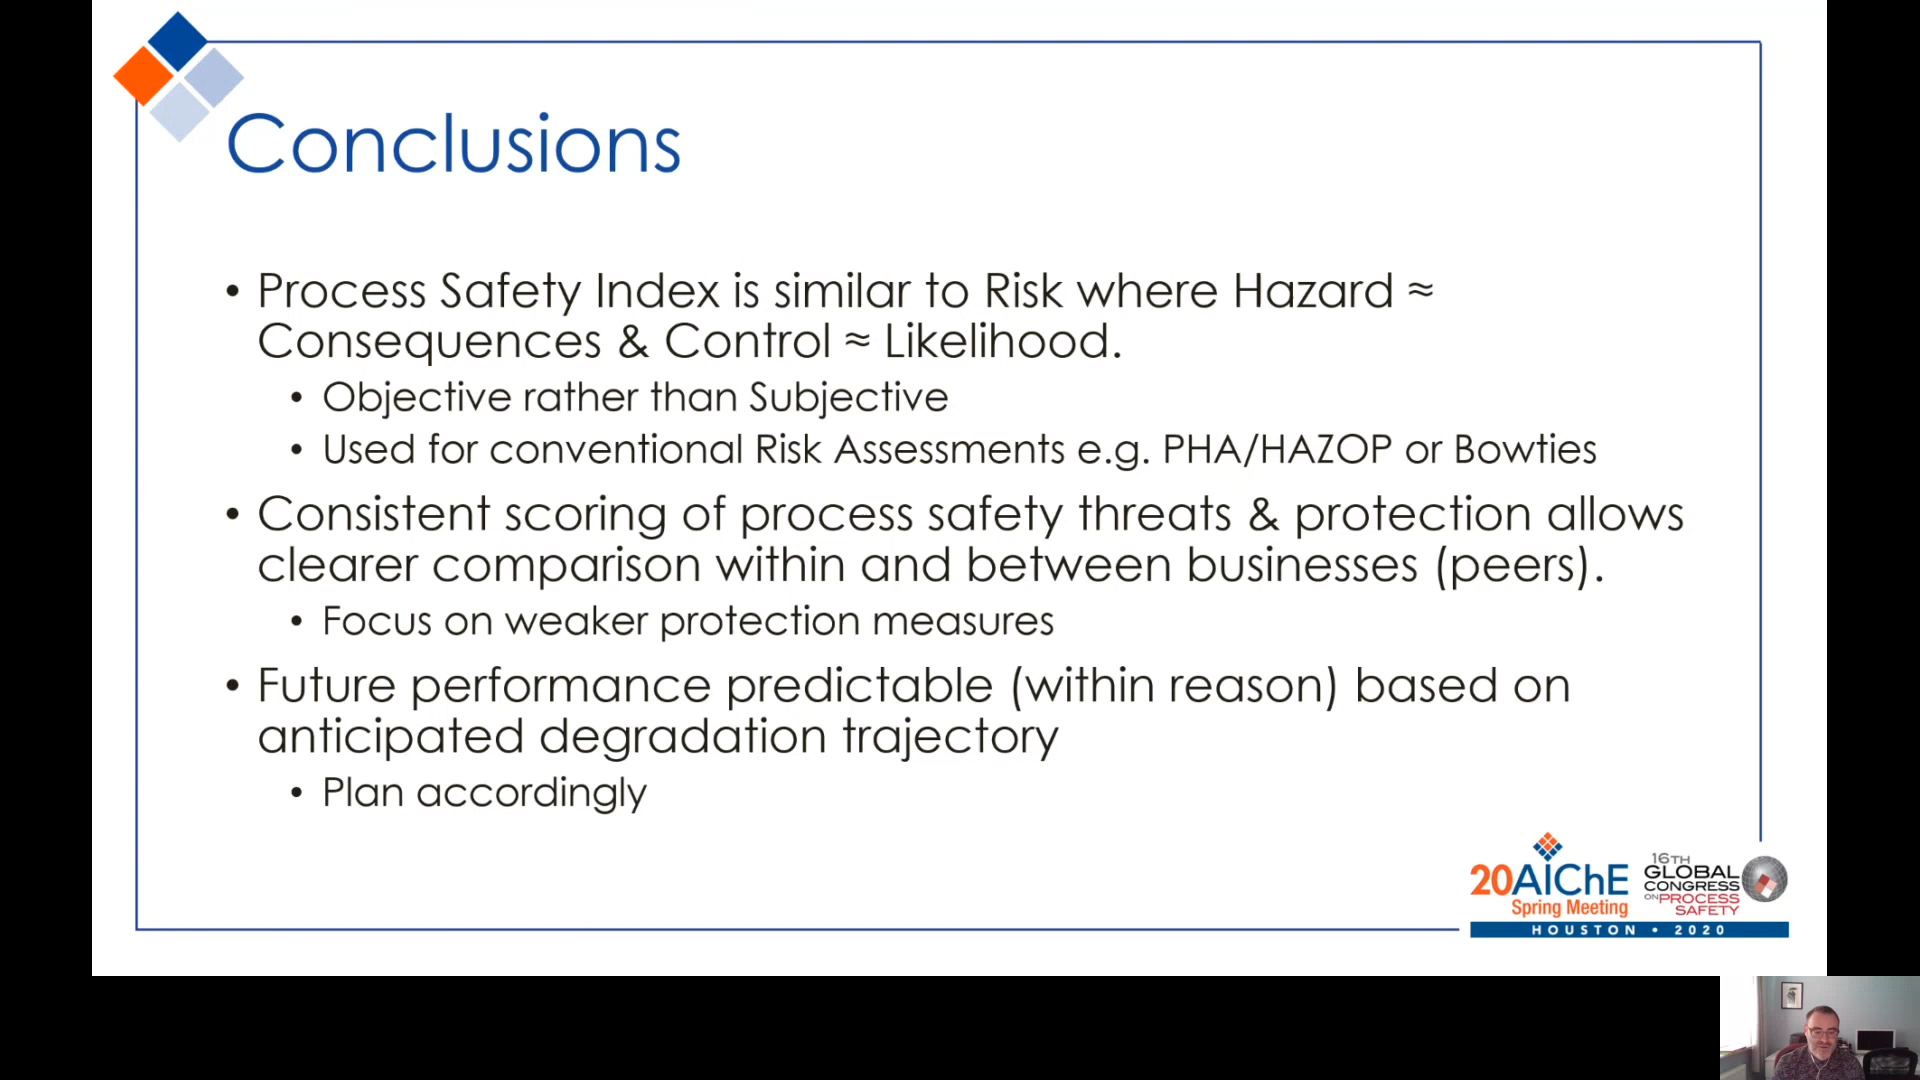 Conclusions
• Process Safety Index is similar to Risk where Hazard ≈
Consequences & Control ≈ Likelihood.
• Objective rather than Subjective
• Used for conventional Risk Assessments e.g. PHA/HAZOP or Bowties
• Consistent scoring of process safety threats & protection allows
clearer comparison within and between businesses (peers).
• Focus on weaker protection measures
• Future performance predictable (within reason) based on
anticipated degradation trajectory
• Plan accordingly
20AIChE
Spring Meeting
16TH
GLOBAL
CONGRESS
ON PROCESS
SAFETY
HOUSTON • 2020